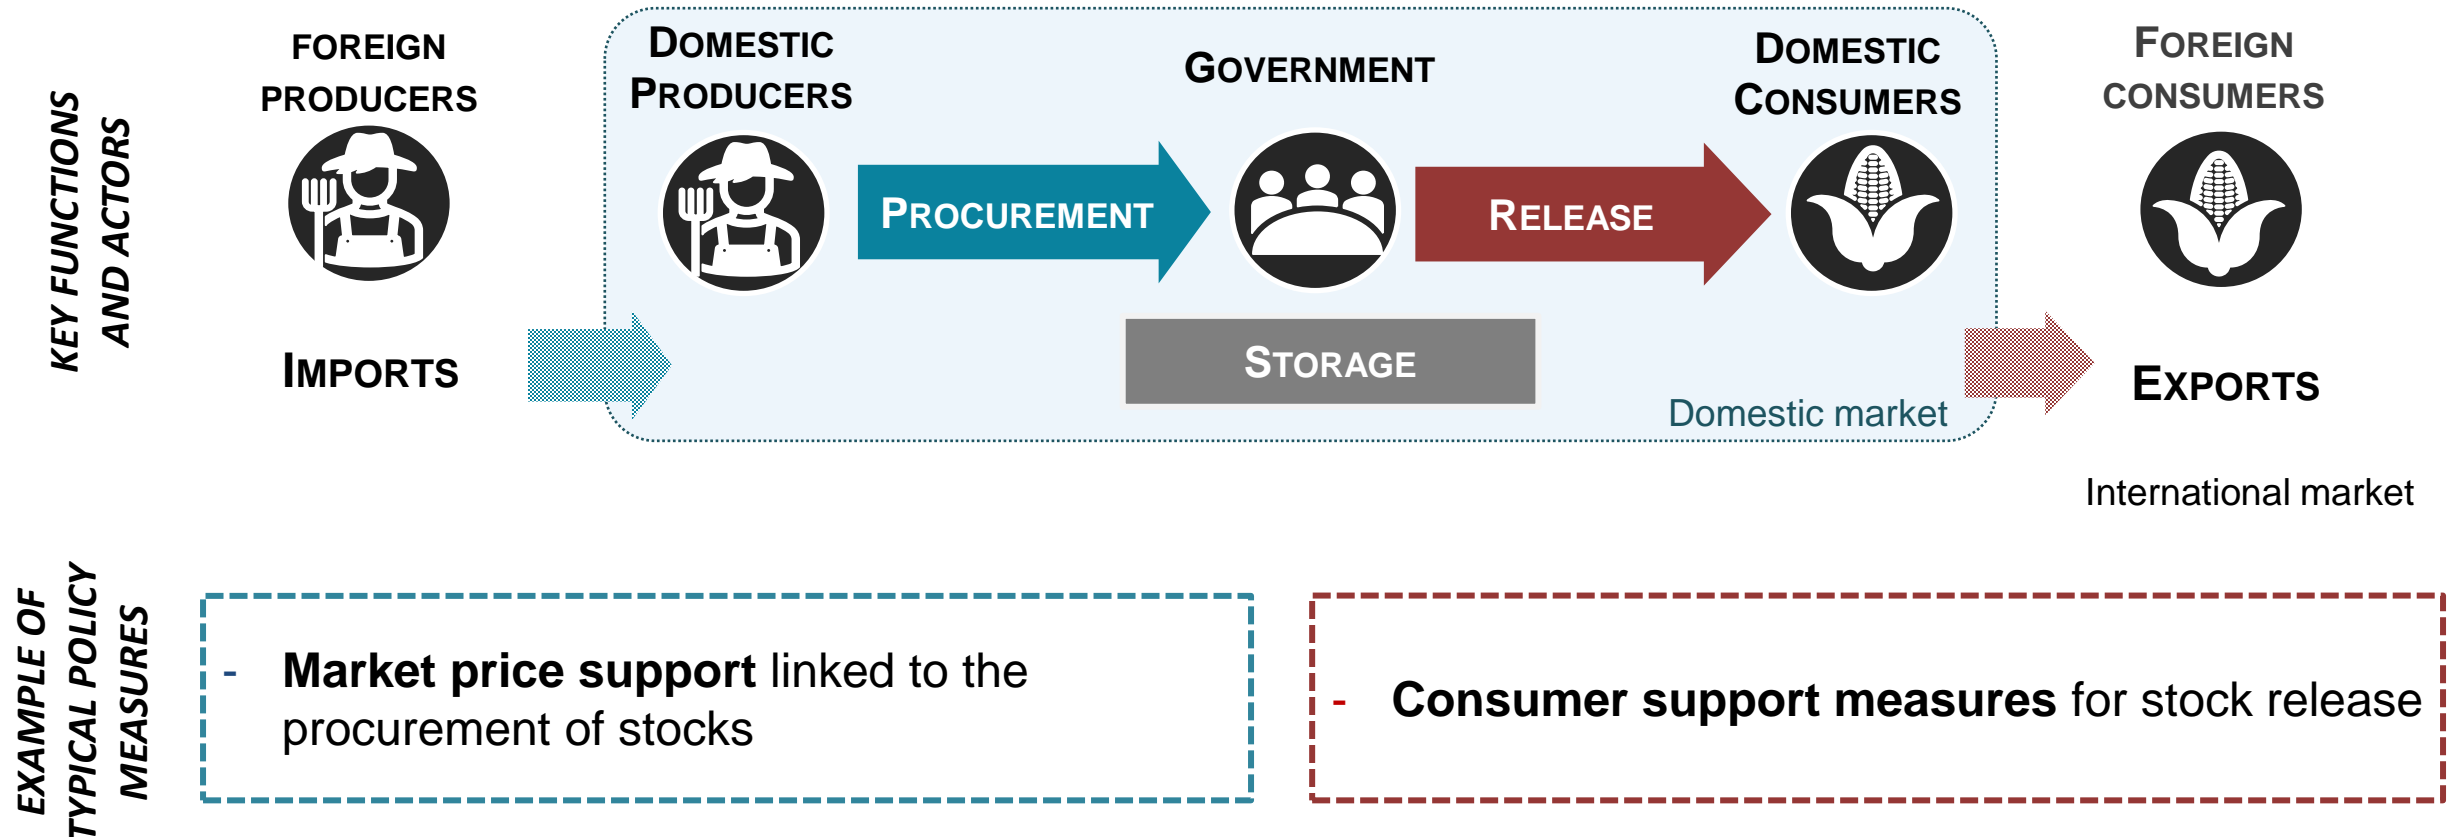 KEY FUNCTIONS
AND ACTORS
FOREIGN
PRODUCERS
DOMESTIC
PRODUCERS
GOVERNMENT
DOMESTIC
CONSUMERS
FOREIGN
CONSUMERS
PROCUREMENT
RELEASE
IMPORTS
STORAGE
EXPORTS
Domestic market
International market
EXAMPLE OF
TYPICAL POLICY
MEASURES
- Market price support linked to the
procurement of stocks
- Consumer support measures for stock release